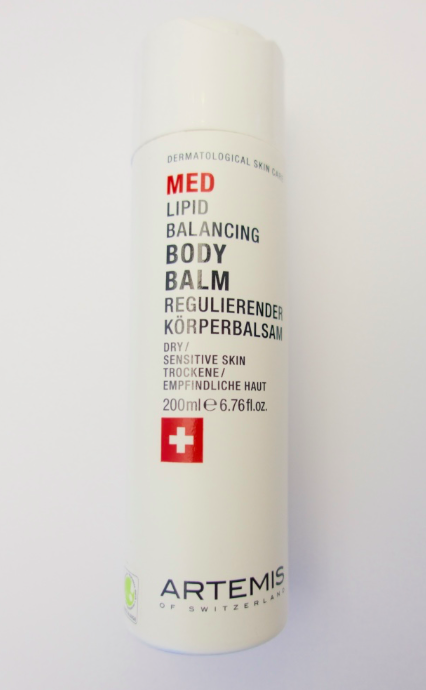 DERMATOLOGICAL SKIN CARE
MED
LIPID
BALANCING
BODY
BALM
REGULIERENDER
KÖRPERBALSAM
DRY/
SENSITIVE SKIN
TROCKENE/
EMPFINDLICHE HAUT
200ml℮6.76fl.oz.
ARTEMIS
OF SWITZERLAND